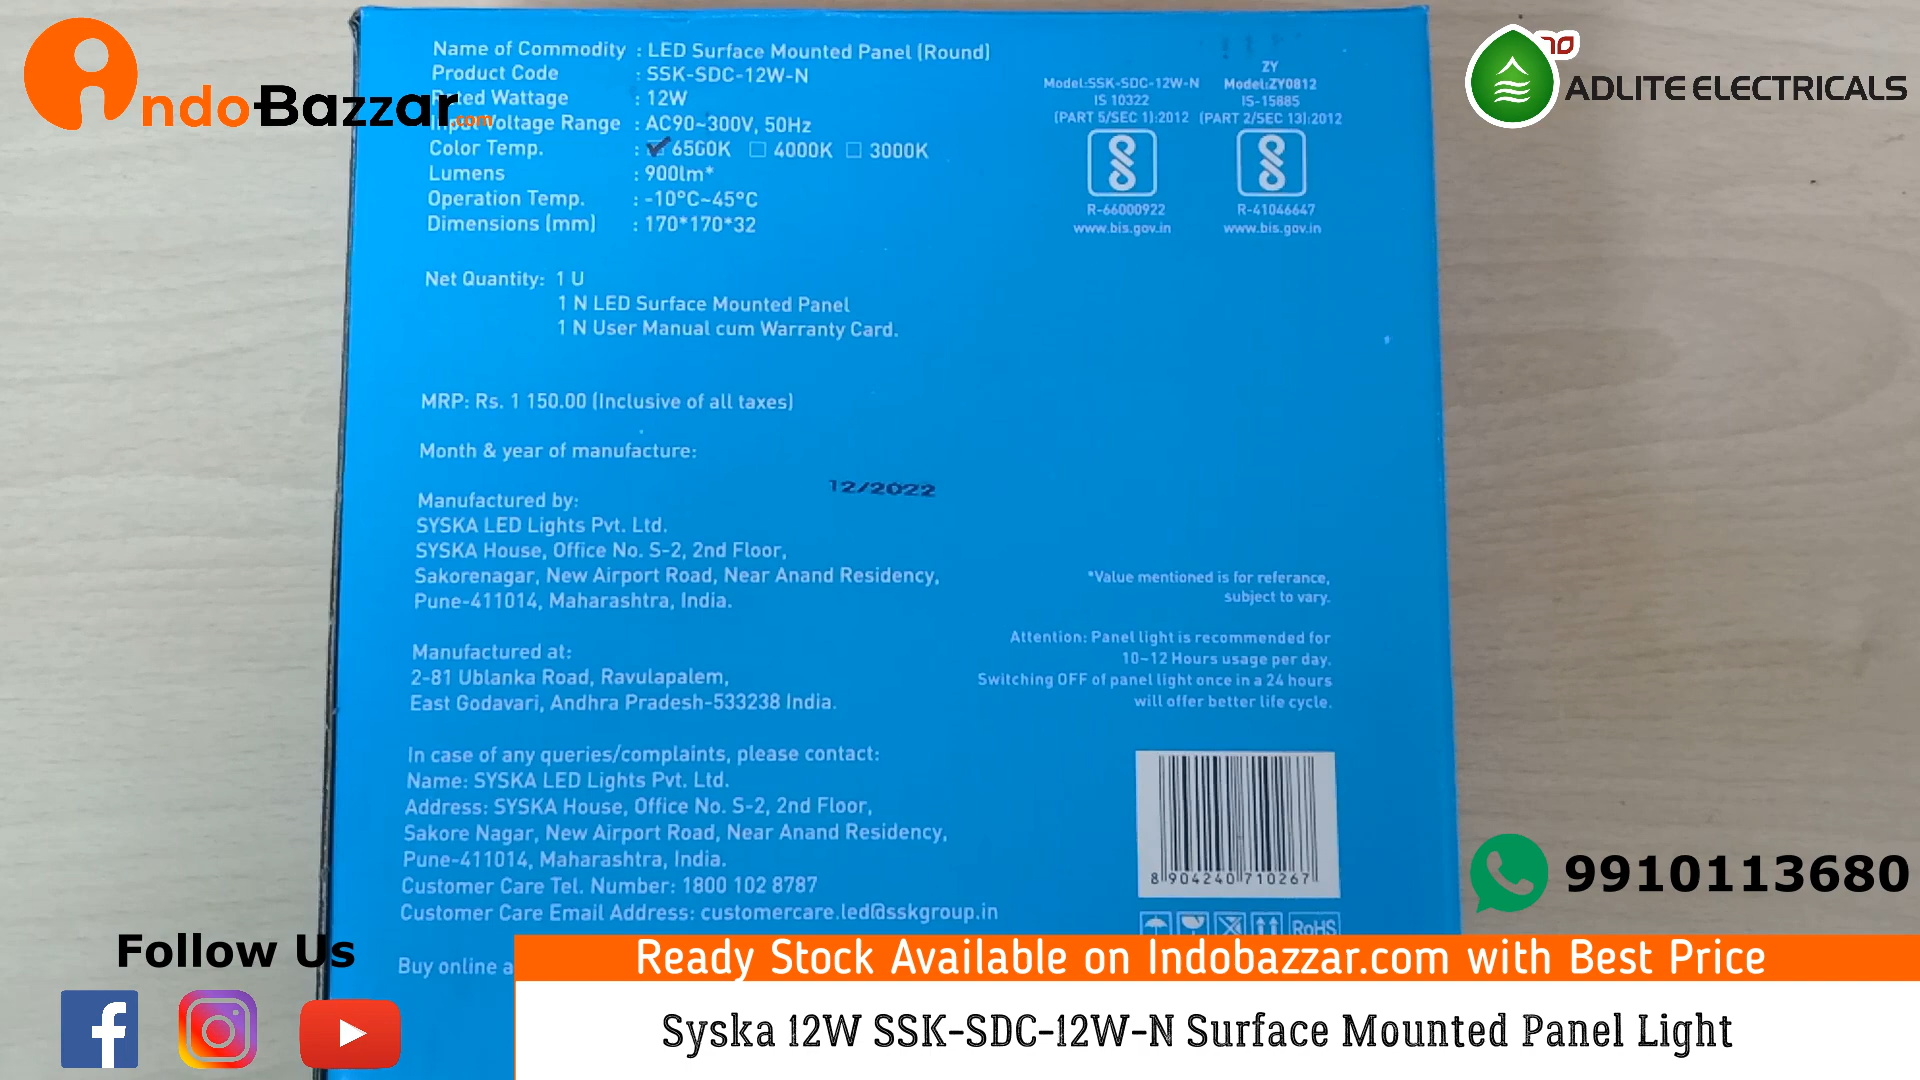 ındoBazzar
.com
Name of Commodity : LED Surface Mounted Panel (Round)
Product Code : SSK-SDC-12W-N
Rated Wattage : 12W
Input Voltage Range : AC90~300V, 50Hz
Color Temp. : 6500K 4000K 3000K
Lumens : 900lm*
Operation Temp. : -10°C~45°C
Dimensions (mm) : 170*170*32
Model:SSK-SDC-12W-N
IS 10322
(PART 5/SEC 1):2012
R-66000922
www.bis.gov.in
ZY
Model:ZY0812
IS-15885
(PART 2/SEC 13):2012
R-41046647
www.bis.gov.in
ADLITE ELECTRICALS
Net Quantity: 1 U
1 N LED Surface Mounted Panel
1 N User Manual cum Warranty Card.
MRP: Rs. 1 150.00 (Inclusive of all taxes)
Month & year of manufacture:
12/2022
Manufactured by:
SYSKA LED Lights Pvt. Ltd.
SYSKA House, Office No. S-2, 2nd Floor,
Sakorenagar, New Airport Road, Near Anand Residency,
Pune-411014, Maharashtra, India.
*Value mentioned is for referance,
subject to vary.
Attention: Panel light is recommended for
10~12 Hours usage per day.
Switching OFF of panel light once in a 24 hours
will offer better life cycle.
Manufactured at:
2-81 Ublanka Road, Ravulapalem,
East Godavari, Andhra Pradesh-533238 India.
In case of any queries/complaints, please contact:
Name: SYSKA LED Lights Pvt. Ltd.
Address: SYSKA House, Office No. S-2, 2nd Floor,
Sakore Nagar, New Airport Road, Near Anand Residency,
Pune-411014, Maharashtra, India.
Customer Care Tel. Number: 1800 102 8787
Customer Care Email Address: customercare.led@sskgroup.in
8 904240 710267
RoHS
9910113680
Follow Us
Buy online
Ready Stock Available on Indobazzar.com with Best Price
Syska 12W SSK-SDC-12W-N Surface Mounted Panel Light